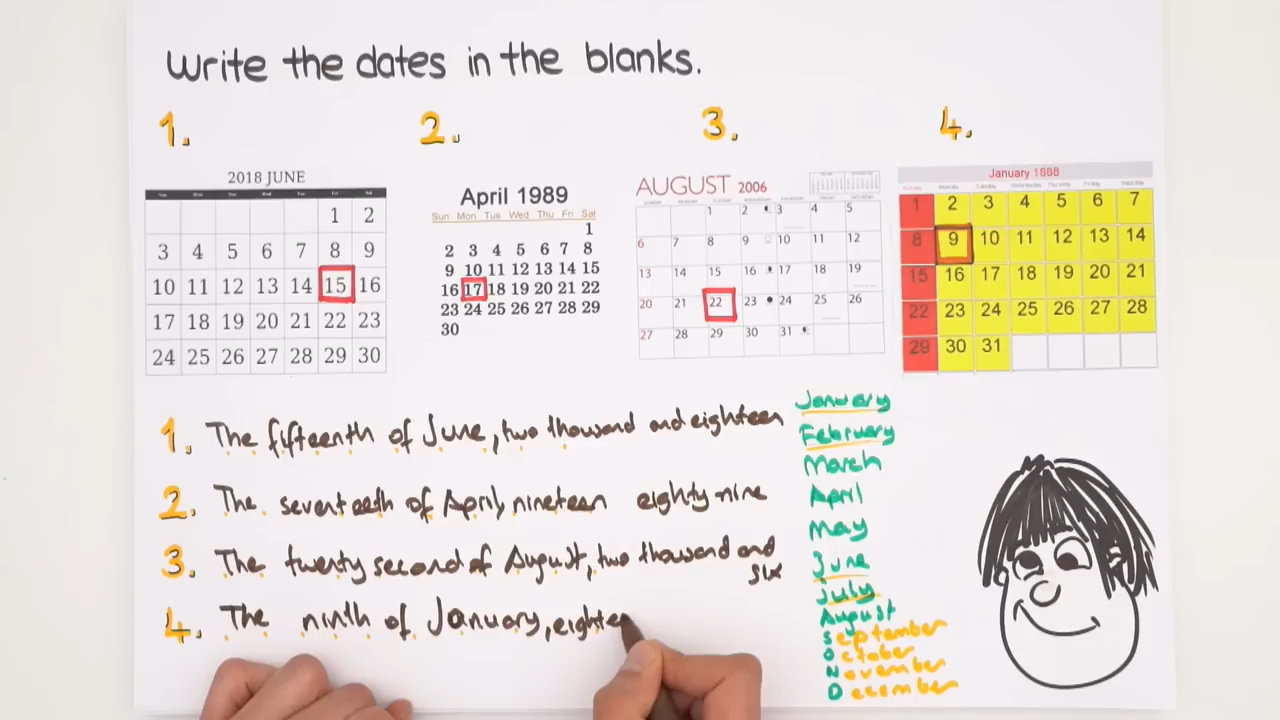 Write the dates in the blanks.
1.
2.
3.
4.
2018 JUNE
1 2
3 4 5 6 7 8 9
10 11 12 13 14 15 16
17 18 19 20 21 22 23
24 25 26 27 28 29 30
April 1989
Sun Mon Tue Wed Thu Fri Sat
1
2 3 4 5 6 7 8
9 10 11 12 13 14 15
16 17 18 19 20 21 22
23 24 25 26 27 28 29
30
AUGUST 2006
1 2 3 4 5
6 7 8 9 10 11 12
13 14 15 16 17 18 19
20 21 22 23 24 25 26
27 28 29 30 31
January 1888
1 2 3 4 5 6 7
8 9 10 11 12 13 14
15 16 17 18 19 20 21
22 23 24 25 26 27 28
29 30 31
1. The fifteenth of June, two thousand and eighteen
2. The seventeeth of April, nineteen eighty nine
3. The twenty second of August, two thousand and
six
4. The ninth of January, eighte
January
February
March
April
May
June
July
August
September
October
November
December